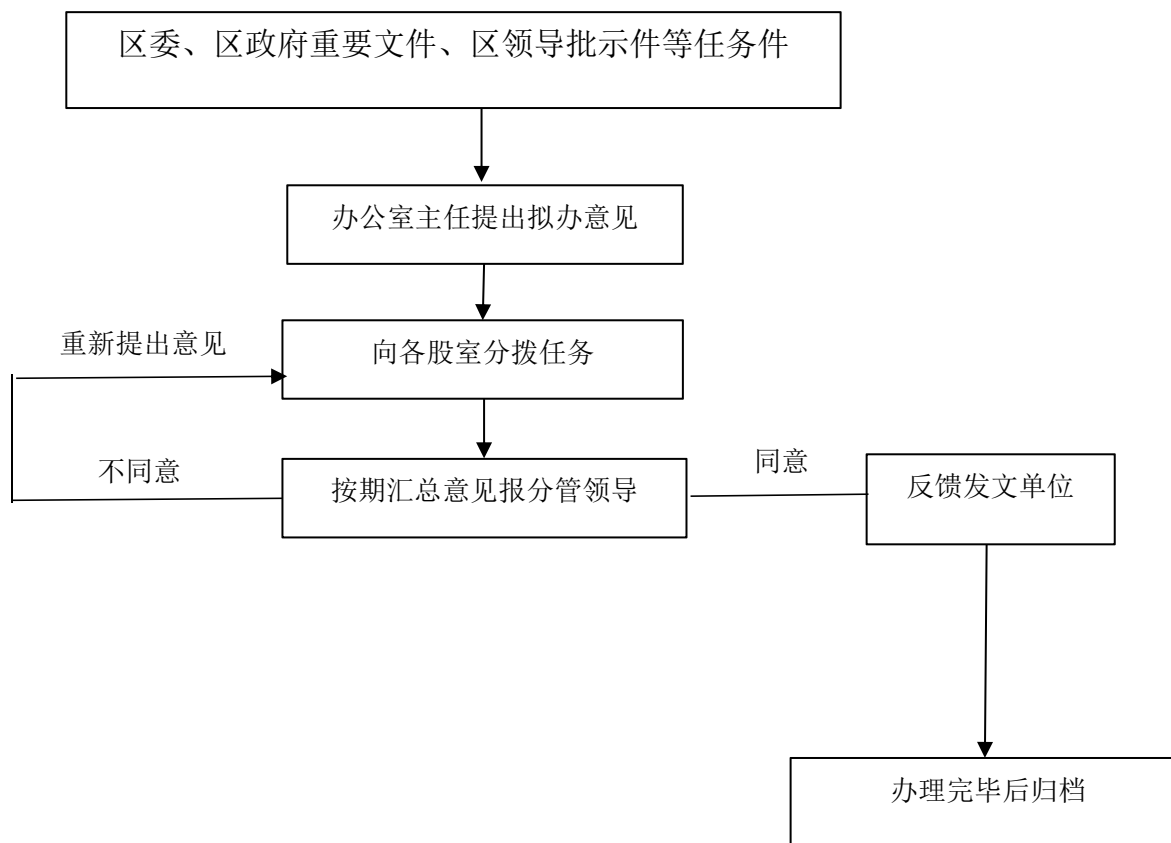 区委、区政府重要文件、区领导批示件等任务件
办公室主任提出拟办意见
重新提出意见
向各股室分拨任务
不同意
按期汇总意见报分管领导
同意
反馈发文单位
办理完毕后归档